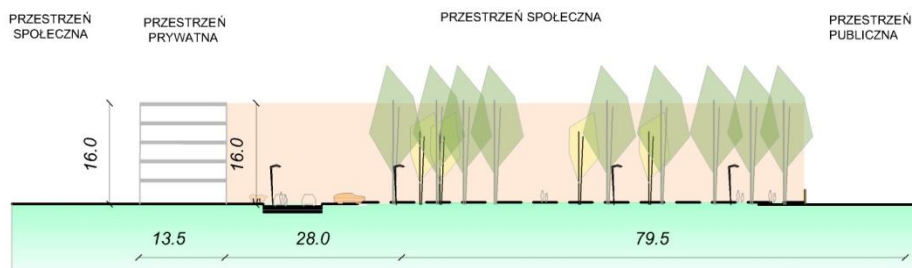 PRZESTRZEŃ
SPOŁECZNA
PRZESTRZEŃ
PRYWATNA
PRZESTRZEŃ SPOŁECZNA
PRZESTRZEŃ
PUBLICZNA
16.0
16.0
13.5
28.0
79.5